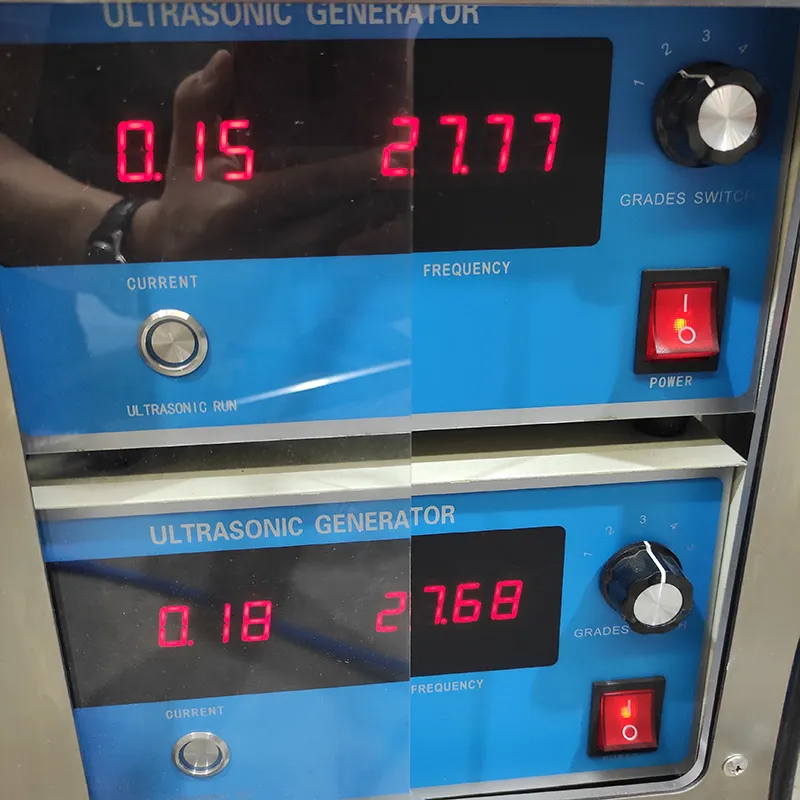 ULTRASONIC GENERATOR
1 2 3 4
0.15 27.77
GRADES SWITCH
CURRENT FREQUENCY
ULTRASONIC RUN
POWER
ULTRASONIC GENERATOR
1 2 3 4
0.18 27.68
GRADES
CURRENT FREQUENCY